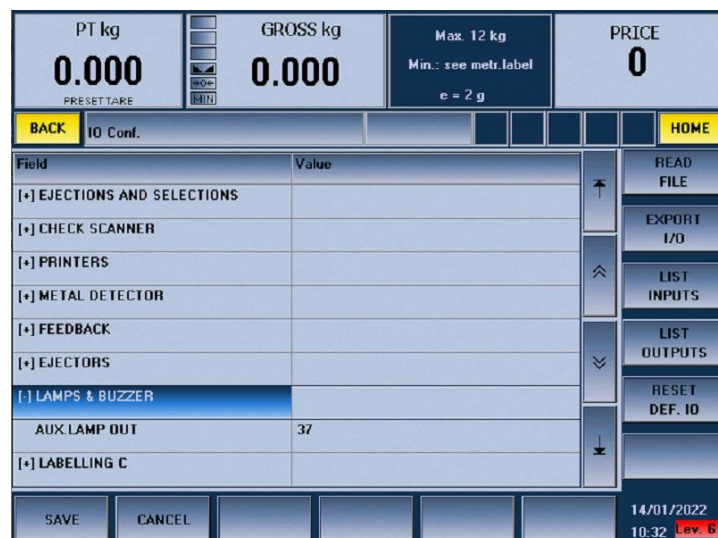 PT kg
0.000
PRESET TARE
→0←
MIN
GROSS kg
0.000
Max. 12 kg
Min.: see metr.label
e = 2 g
PRICE
0
BACK
IO Conf.
HOME
Field
Value
[+] EJECTIONS AND SELECTIONS
[+] CHECK SCANNER
[+] PRINTERS
[+] METAL DETECTOR
[+] FEEDBACK
[+] EJECTORS
[-] LAMPS & BUZZER
AUX.LAMP OUT
37
[+] LABELLING C
READ
FILE
EXPORT
I/O
LIST
INPUTS
LIST
OUTPUTS
RESET
DEF. IO
SAVE
CANCEL
14/01/2022
10:32
Lev. 6